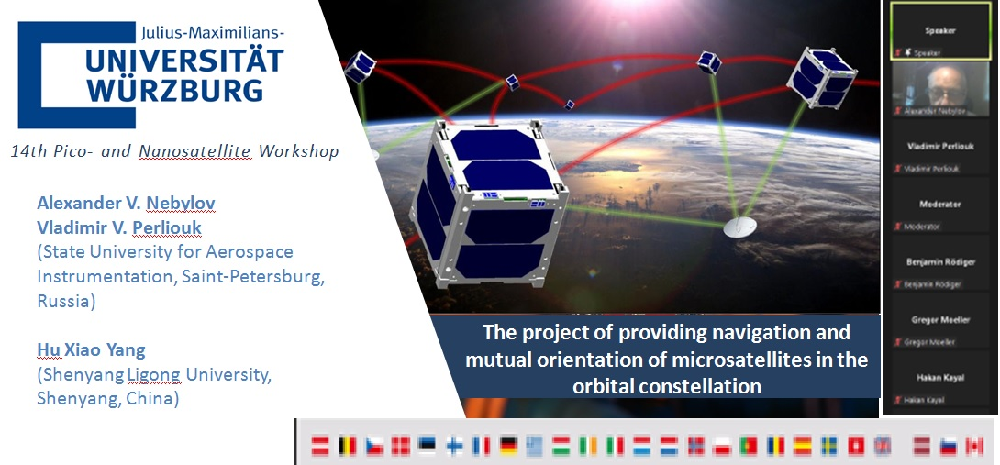 Julius-Maximilians-
UNIVERSITÄT
WÜRZBURG
14th Pico- and Nanosatellite Workshop
Alexander V. Nebylov
Vladimir V. Perliouk
(State University for Aerospace
Instrumentation, Saint-Petersburg,
Russia)
Hu Xiao Yang
(Shenyang Ligong University,
Shenyang, China)
The project of providing navigation and
mutual orientation of microsatellites in the
orbital constellation
Speaker
Speaker
Alexander Nebylov
Vladimir Perliouk
Vladimir Perliouk
Moderator
Moderator
Benjamin Rödiger
Benjamin Rödiger
Gregor Moeller
Gregor Moeller
Hakan Kayal
Hakan Kayal